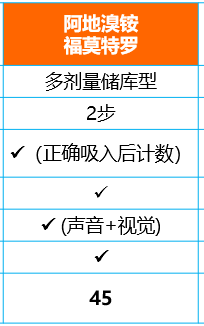 阿地溴铵
福莫特罗
多剂量储库型
2步
✓ (正确吸入后计数)
✓
✓(声音+视觉)
✓
45